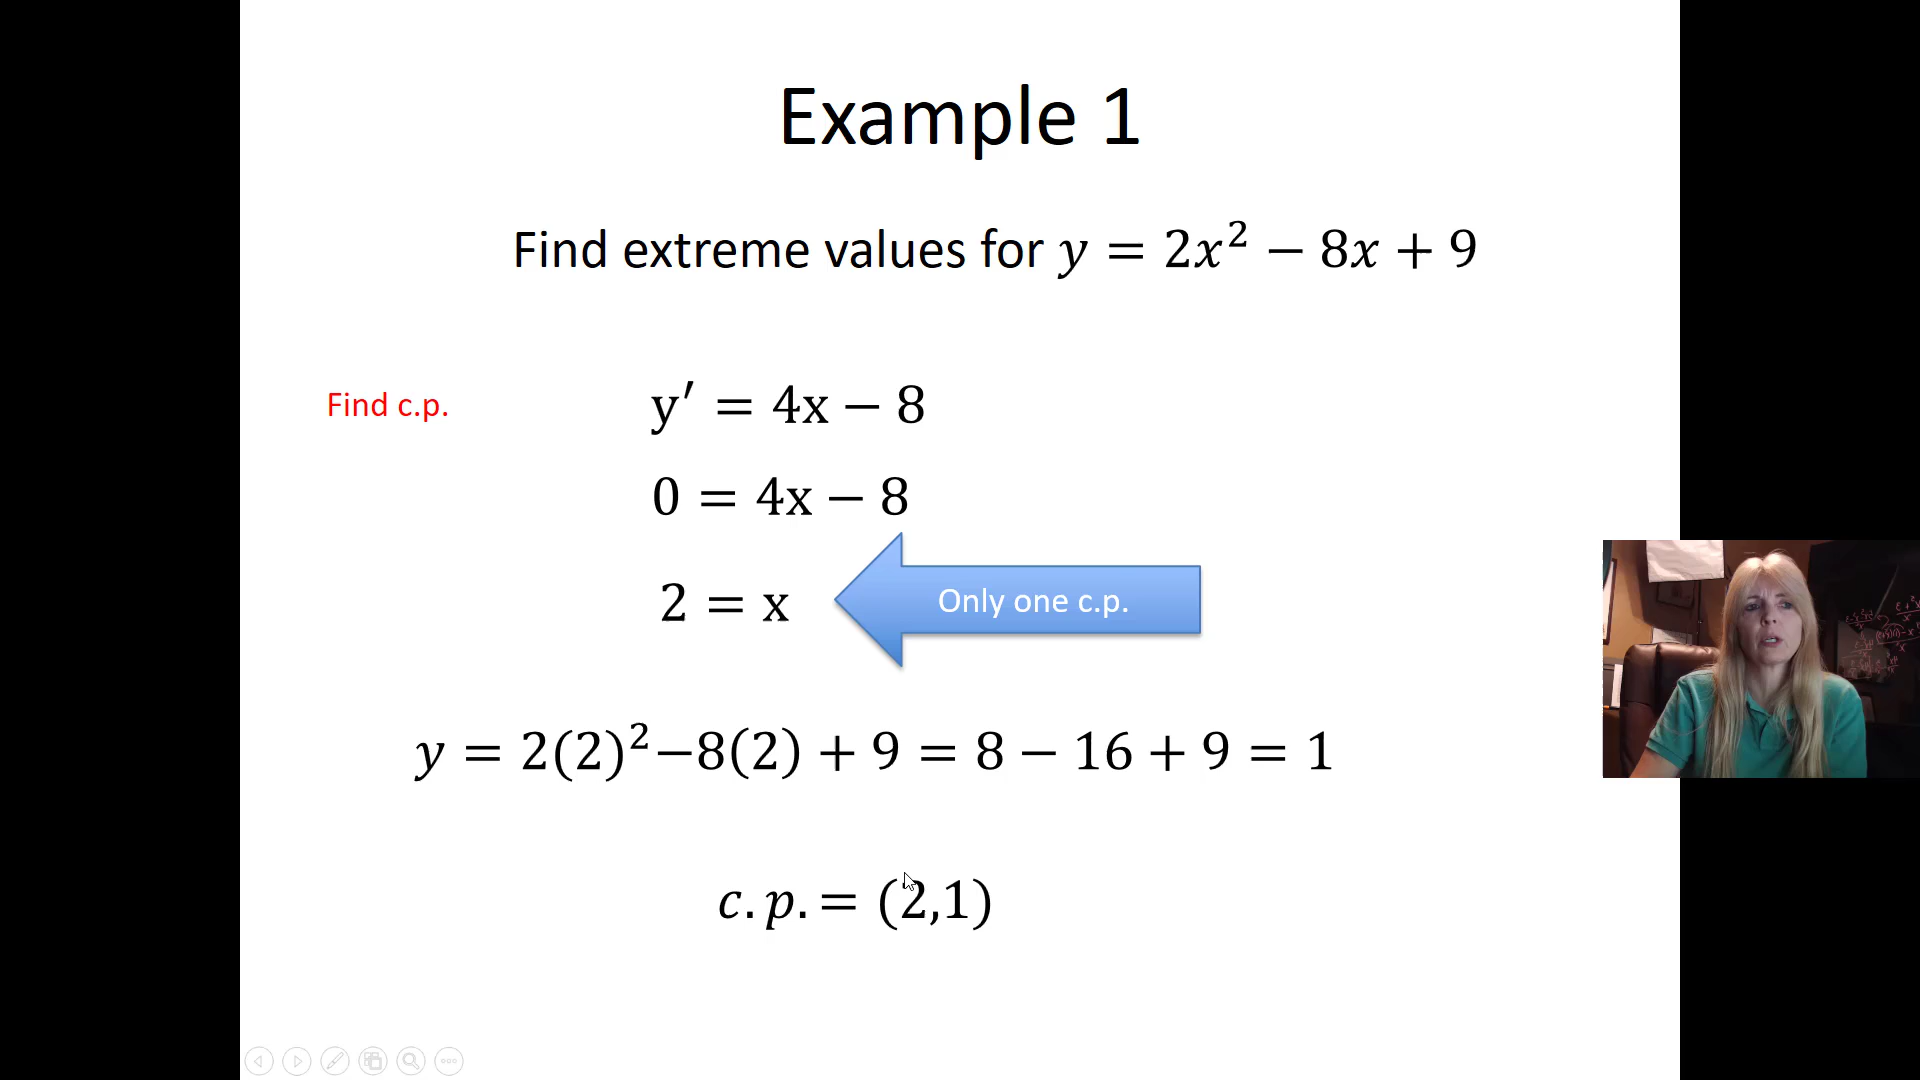 Example 1
Find extreme values for y = 2x² − 8x + 9
Find c.p.
y′ = 4x − 8
0 = 4x − 8
2 = x
Only one c.p.
y = 2(2)²−8(2) + 9 = 8 − 16 + 9 = 1
c.p. = (2,1)